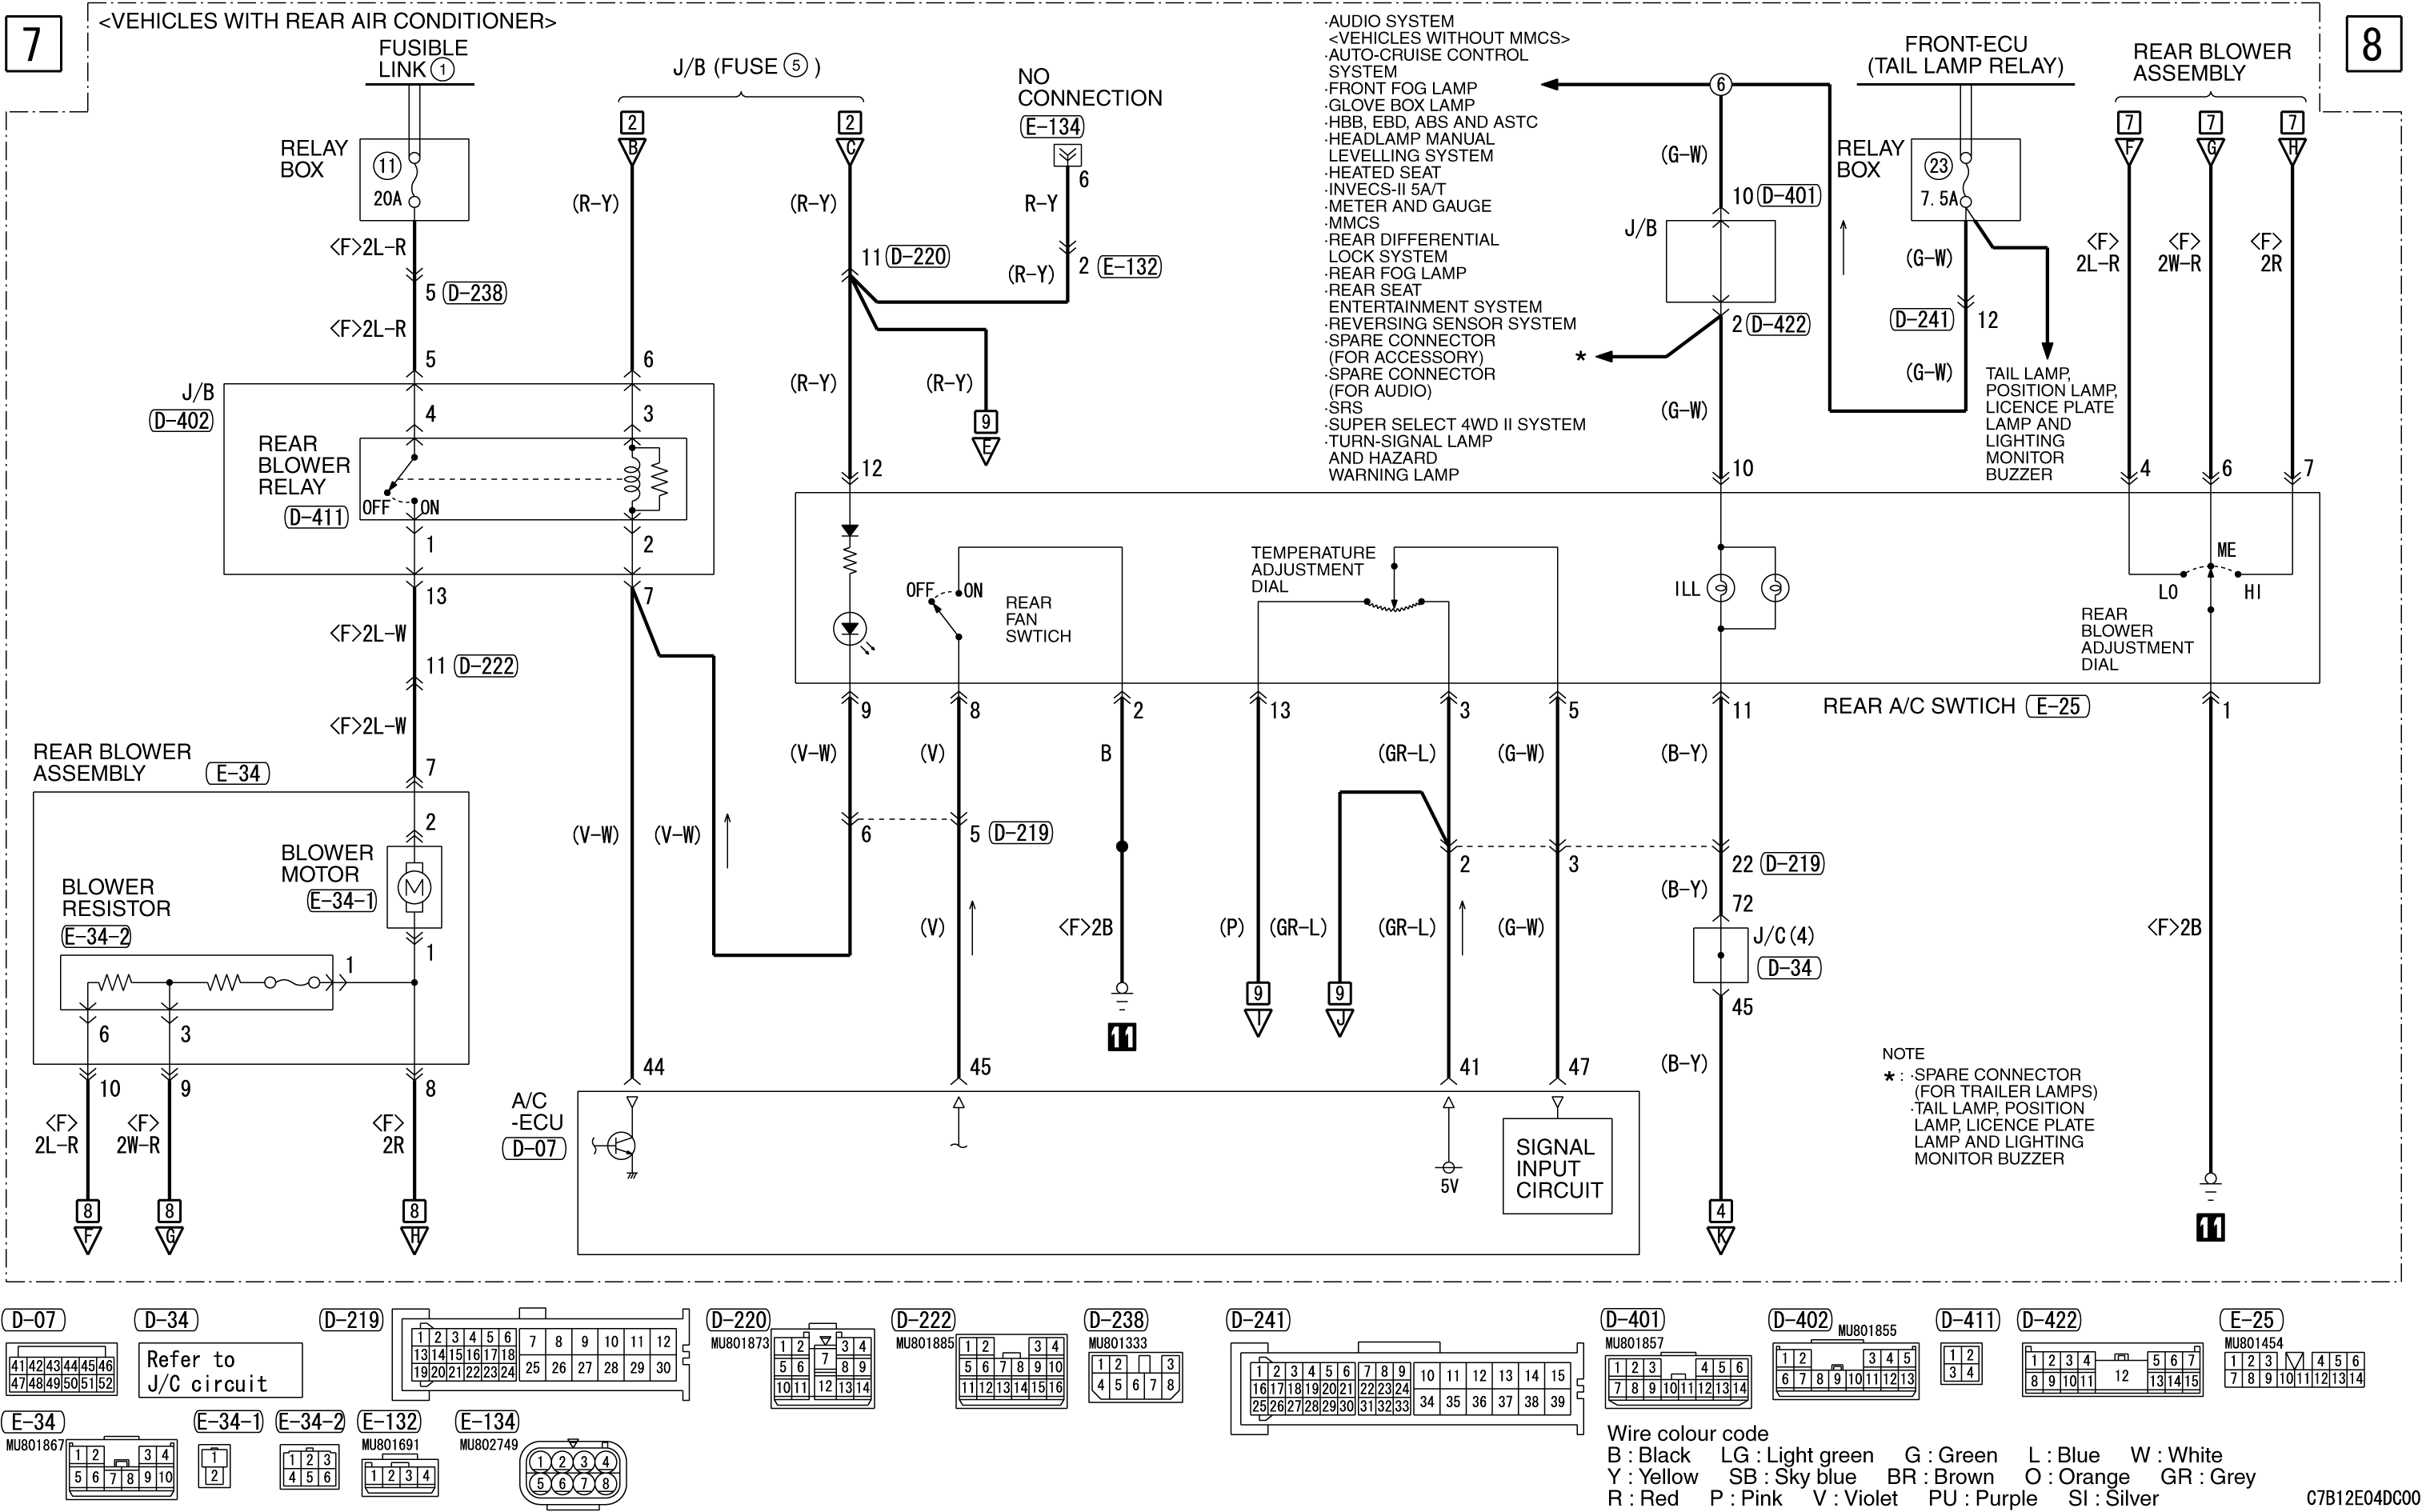 7
<VEHICLES WITH REAR AIR CONDITIONER>
8
FUSIBLE
LINK 1
J/B (FUSE 5 )
NO
CONNECTION
E-134
6
R-Y
2 E-132
(R-Y)
RELAY
BOX
11
20A
<F>2L-R
5 D-238
<F>2L-R
5
2
B
(R-Y)
6
2
C
(R-Y)
11 D-220
(R-Y)
(R-Y)
9
E
12
J/B
D-402
4
3
REAR
BLOWER
RELAY
D-411
OFF
ON
1
2
13
7
<F>2L-W
11 D-222
<F>2L-W
REAR BLOWER
ASSEMBLY
E-34
7
2
BLOWER
MOTOR
E-34-1
M
1
BLOWER
RESISTOR
E-34-2
1
6
3
10
9
8
<F>
2L-R
<F>
2W-R
<F>
2R
8
F
8
G
8
H
·AUDIO SYSTEM
<VEHICLES WITHOUT MMCS>
·AUTO-CRUISE CONTROL
SYSTEM
·FRONT FOG LAMP
·GLOVE BOX LAMP
·HBB, EBD, ABS AND ASTC
·HEADLAMP MANUAL
LEVELLING SYSTEM
·HEATED SEAT
·INVECS-II 5A/T
·METER AND GAUGE
·MMCS
·REAR DIFFERENTIAL
LOCK SYSTEM
·REAR FOG LAMP
·REAR SEAT
ENTERTAINMENT SYSTEM
·REVERSING SENSOR SYSTEM
·SPARE CONNECTOR
(FOR ACCESSORY)
·SPARE CONNECTOR
(FOR AUDIO)
·SRS
·SUPER SELECT 4WD II SYSTEM
·TURN-SIGNAL LAMP
AND HAZARD
WARNING LAMP
6
(G-W)
10 D-401
J/B
2 D-422
*
(G-W)
10
FRONT-ECU
(TAIL LAMP RELAY)
RELAY
BOX
23
7.5A
(G-W)
D-241 12
(G-W)
TAIL LAMP,
POSITION LAMP,
LICENCE PLATE
LAMP AND
LIGHTING
MONITOR
BUZZER
REAR BLOWER
ASSEMBLY
7
F
7
G
7
H
<F>
2L-R
<F>
2W-R
<F>
2R
4
6
7
OFF
ON
REAR
FAN
SWTICH
TEMPERATURE
ADJUSTMENT
DIAL
ILL
LO
ME
HI
REAR
BLOWER
ADJUSTMENT
DIAL
REAR A/C SWTICH E-25
9
8
2
13
3
5
11
1
(V-W)
(V)
B
(GR-L)
(G-W)
(B-Y)
(V-W)
(V-W)
6
5 D-219
2
3
22 D-219
(B-Y)
72
J/C(4)
D-34
45
(B-Y)
4
K
(V)
<F>2B
(P)
(GR-L)
(GR-L)
(G-W)
<F>2B
11
9
I
9
J
11
44
45
41
47
A/C
-ECU
D-07
5V
SIGNAL
INPUT
CIRCUIT
NOTE
* : ·SPARE CONNECTOR
(FOR TRAILER LAMPS)
·TAIL LAMP, POSITION
LAMP, LICENCE PLATE
LAMP AND LIGHTING
MONITOR BUZZER
D-07
41 42 43 44 45 46
47 48 49 50 51 52
D-34
Refer to
J/C circuit
D-219
1 2 3 4 5 6 7 8 9 10 11 12
13 14 15 16 17 18
19 20 21 22 23 24 25 26 27 28 29 30
D-220
MU801873
1 2 3 4
5 6 7 8 9
10 11 12 13 14
D-222
MU801885
1 2 3 4
5 6 7 8 9 10
11 12 13 14 15 16
D-238
MU801333
1 2 3
4 5 6 7 8
D-241
1 2 3 4 5 6 7 8 9 10 11 12 13 14 15
16 17 18 19 20 21 22 23 24
25 26 27 28 29 30 31 32 33 34 35 36 37 38 39
D-401
MU801857
1 2 3 4 5 6
7 8 9 10 11 12 13 14
D-402
MU801855
1 2 3 4 5
6 7 8 9 10 11 12 13
D-411
1 2
3 4
D-422
1 2 3 4 5 6 7
8 9 10 11 12 13 14 15
E-25
MU801454
1 2 3 4 5 6
7 8 9 10 11 12 13 14
E-34
MU801867
1 2 3 4
5 6 7 8 9 10
E-34-1
1
2
E-34-2
1 2 3
4 5 6
E-132
MU801691
1 2 3 4
E-134
MU802749
1 2 3 4
5 6 7 8
Wire colour code
B : Black LG : Light green G : Green L : Blue W : White
Y : Yellow SB : Sky blue BR : Brown O : Orange GR : Grey
R : Red P : Pink V : Violet PU : Purple SI : Silver
C7B12E04DC00